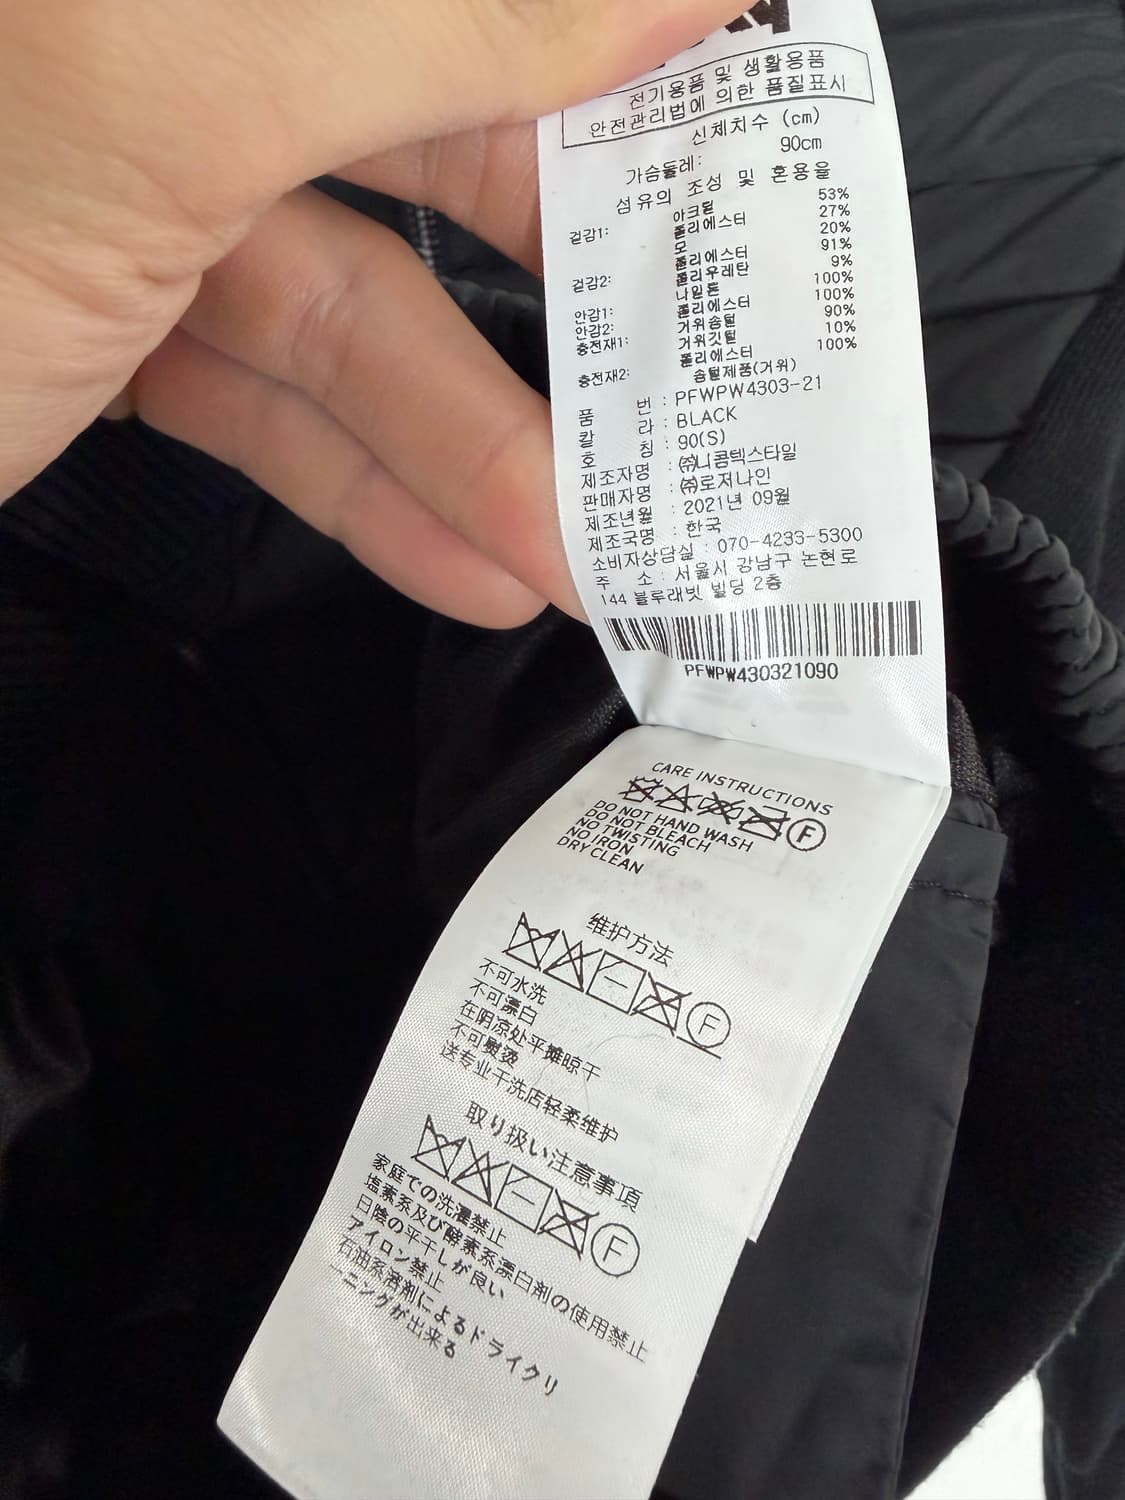 전기용품 및 생활용품
안전관리법에 의한 품질표시
신체치수 (cm)
가슴둘레: 90cm
섬유의 조성 및 혼용율
겉감1: 아크릴 53%
폴리에스터 27%
모 20%
겉감2: 폴리에스터 91%
폴리우레탄 9%
안감1: 나일론 100%
안감2: 폴리에스터 100%
충전재1: 거위솜털 90%
거위깃털 10%
충전재2: 폴리에스터 100%
솜털제품(거위)
품 번 : PFWPW4303-21
칼 라 : BLACK
호 칭 : 90(S)
제조자명 : ㈜니콤텍스타일
판매자명 : ㈜로저나인
제조년월 : 2021년 09월
제조국명 : 한국
소비자상담실 : 070-4233-5300
주 소 : 서울시 강남구 논현로
144 블루래빗 빌딩 2층
PFWPW430321090
CARE INSTRUCTIONS
F
DO NOT HAND WASH
DO NOT BLEACH
NO TWISTING
NO IRON
DRY CLEAN
维护方法
F
不可水洗
不可漂白
在阴凉处平摊晾干
不可熨烫
送专业干洗店轻柔维护
取り扱い注意事項
F
家庭での洗濯禁止
塩素系及び酵素系漂白剤の使用禁止
日陰の平干しが良い
アイロン禁止
石油系溶剤によるドライクリ
ーニングが出来る